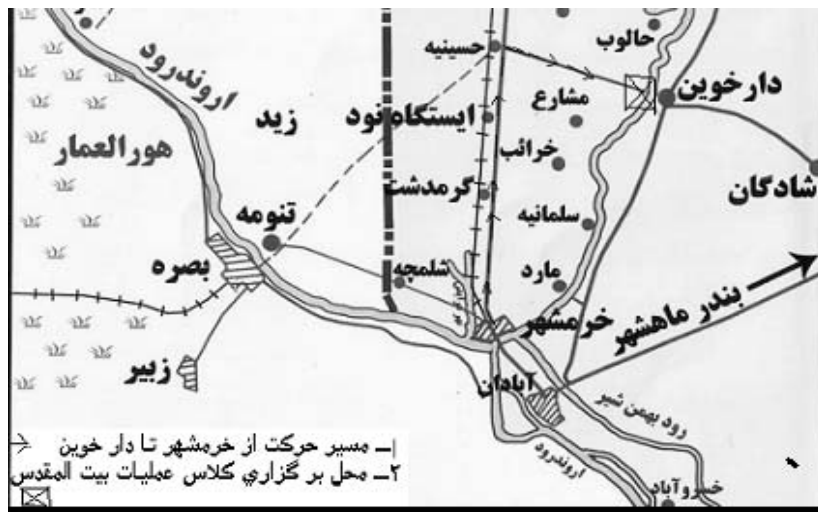 حالوب
حسینیه
اروندرود
دارخوین
مشارع
ایستگاه نود
زید
خرائب
هورالعمار
گرمدشت
شادگان
سلمانیه
تنومه
بصره
شلمچه
مارد
خرمشهر
بندر ماهشهر
زبیر
آبادان
رود بهمن شیر
اروندرود
خسروآباد
۱ـ مسیر حرکت از خرمشهر تا دار خوین
۲ـ محل بر گزاري کلاس عملیات بیت المقدس